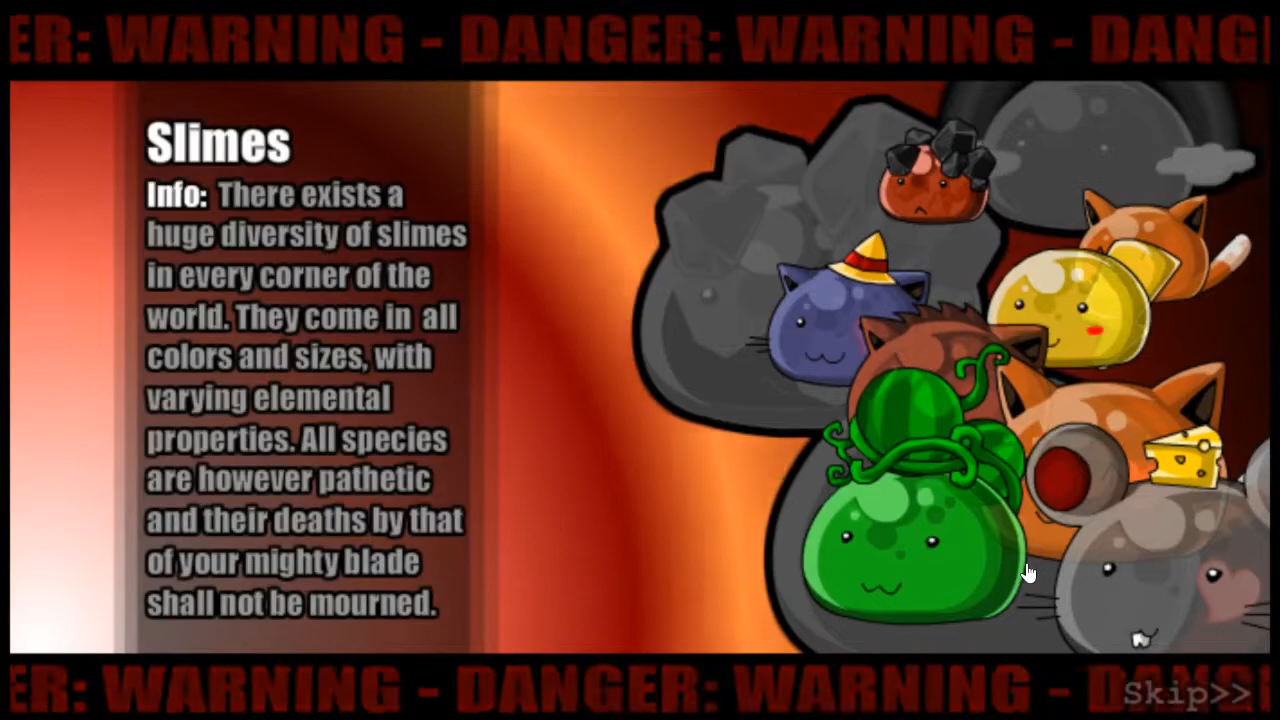 ER: WARNING - DANGER: WARNING - DANG
Slimes
Info: There exists a
huge diversity of slimes
in every corner of the
world. They come in all
colors and sizes, with
varying elemental
properties. All species
are however pathetic
and their deaths by that
of your mighty blade
shall not be mourned.
ER: WARNING - DANGER: WARNING - DANG
Skip>>